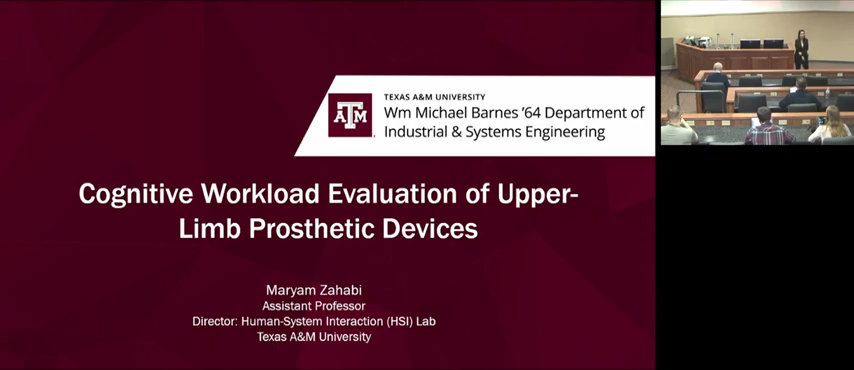 TEXAS A&M UNIVERSITY
Wm Michael Barnes '64 Department of
Industrial & Systems Engineering
ATM
Cognitive Workload Evaluation of Upper-
Limb Prosthetic Devices
Maryam Zahabi
Assistant Professor
Director: Human-System Interaction (HSI) Lab
Texas A&M University